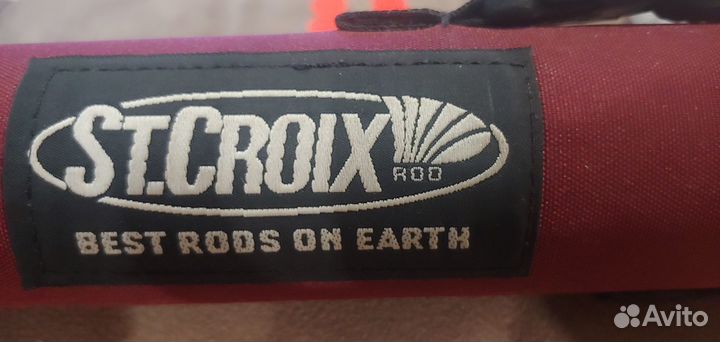 ST.CROIX
ROD
BEST RODS ON EARTH
Avito